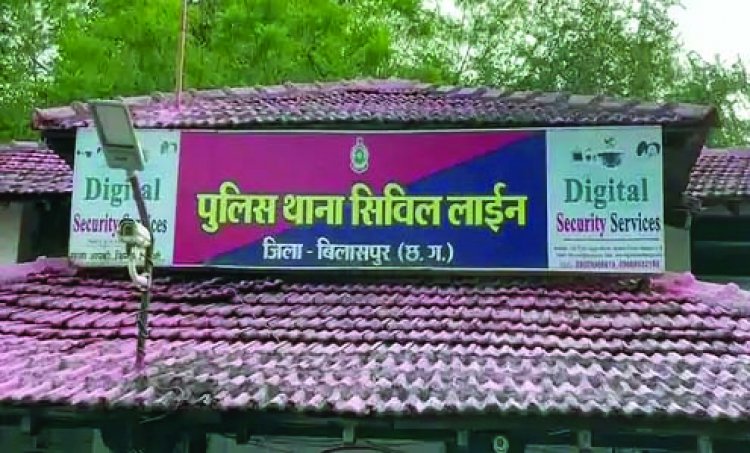 Digital
Security Services
पुलिस थाना सिविल लाईन
जिला - बिलासपुर (छ. ग.)
Digital
Security Services